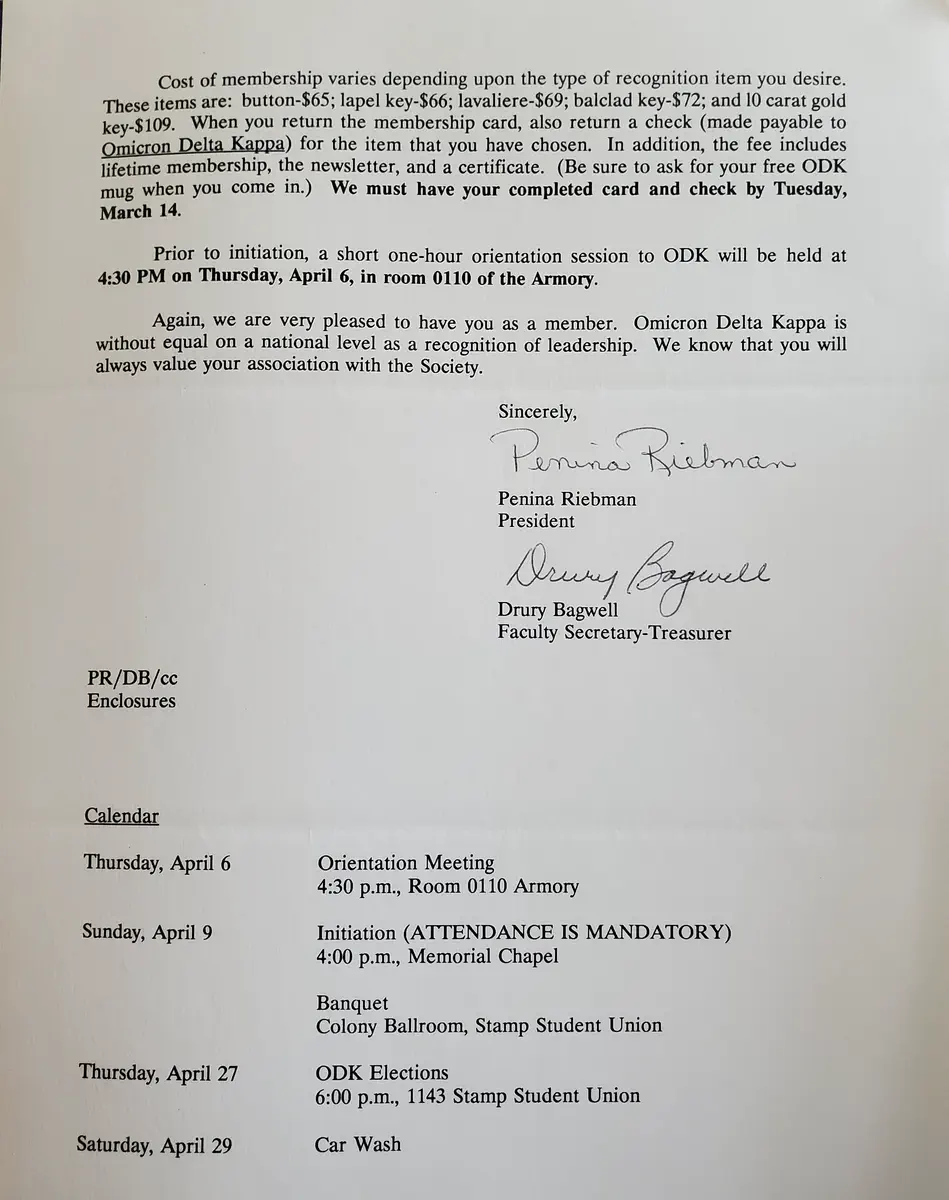 Cost of membership varies depending upon the type of recognition item you desire.
These items are: button-$65; lapel key-$66; lavaliere-$69; balclad key-$72; and 10 carat gold
key-$109. When you return the membership card, also return a check (made payable to
Omicron Delta Kappa) for the item that you have chosen. In addition, the fee includes
lifetime membership, the newsletter, and a certificate. (Be sure to ask for your free ODK
mug when you come in.) We must have your completed card and check by Tuesday,
March 14.
Prior to initiation, a short one-hour orientation session to ODK will be held at
4:30 PM on Thursday, April 6, in room 0110 of the Armory.
Again, we are very pleased to have you as a member. Omicron Delta Kappa is
without equal on a national level as a recognition of leadership. We know that you will
always value your association with the Society.
Sincerely,
Penina Riebman
Penina Riebman
President
Drury Bagwell
Drury Bagwell
Faculty Secretary-Treasurer
PR/DB/cc
Enclosures
Calendar
Thursday, April 6 Orientation Meeting
4:30 p.m., Room 0110 Armory
Sunday, April 9 Initiation (ATTENDANCE IS MANDATORY)
4:00 p.m., Memorial Chapel
Banquet
Colony Ballroom, Stamp Student Union
Thursday, April 27 ODK Elections
6:00 p.m., 1143 Stamp Student Union
Saturday, April 29 Car Wash